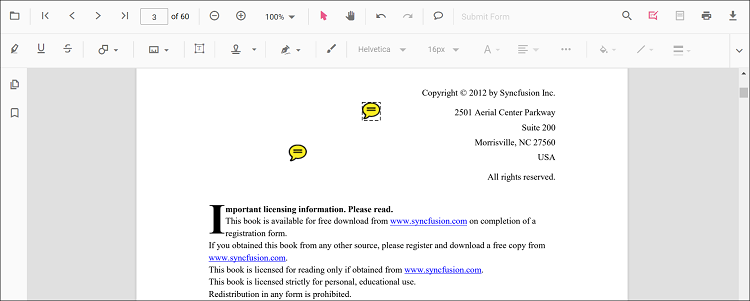 3 of 60 100% Submit Form
U S T Helvetica 16px A
Copyright © 2012 by Syncfusion Inc.
2501 Aerial Center Parkway
Suite 200
Morrisville, NC 27560
USA
All rights reserved.
Important licensing information. Please read.
This book is available for free download from www.syncfusion.com on completion of a
registration form.
If you obtained this book from any other source, please register and download a free copy from
www.syncfusion.com.
This book is licensed for reading only if obtained from www.syncfusion.com.
This book is licensed strictly for personal, educational use.
Redistribution in any form is prohibited.